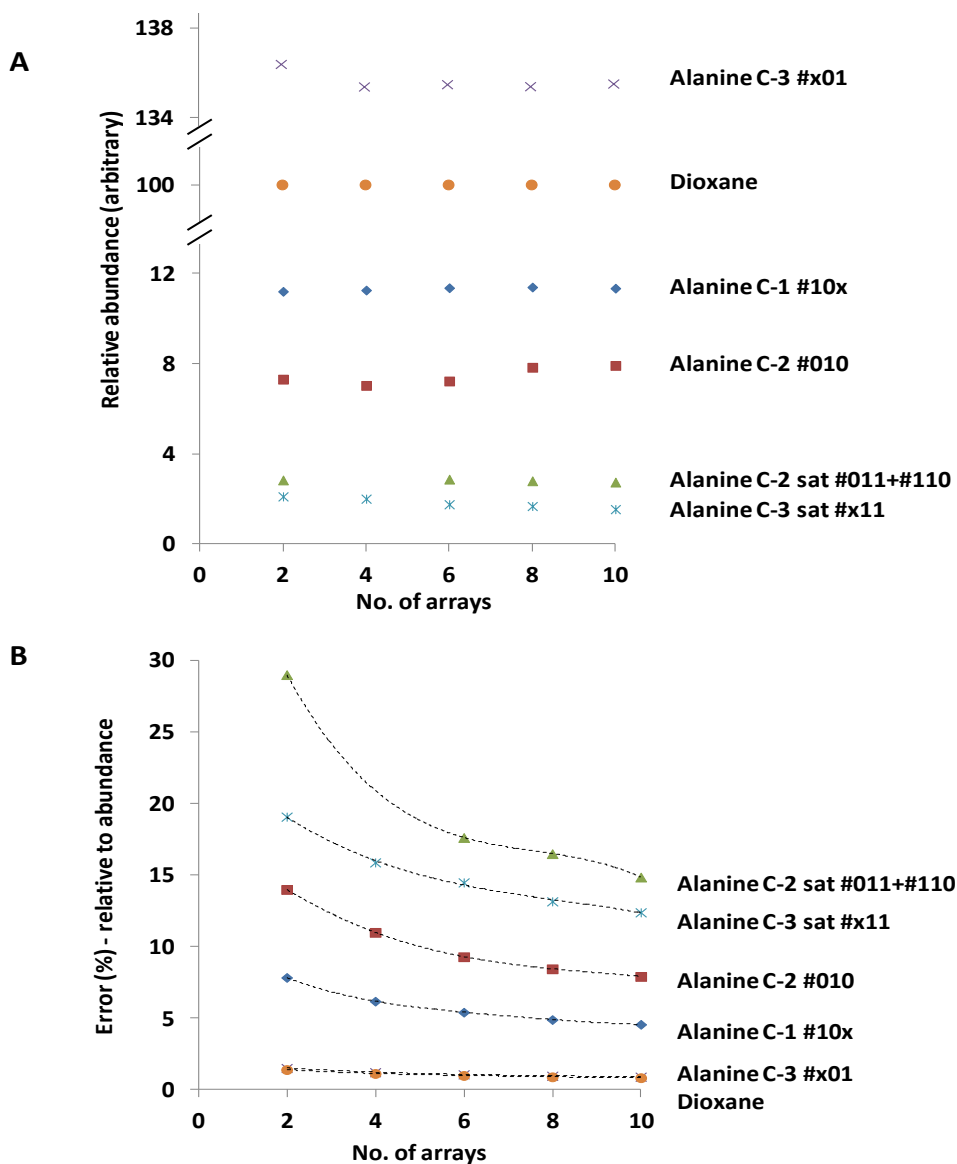 A
Relative abundance (arbitrary)
138
134
100
12
8
4
0
0 2 4 6 8 10
No. of arrays
Alanine C-3 #x01
Dioxane
Alanine C-1 #10x
Alanine C-2 #010
Alanine C-2 sat #011+#110
Alanine C-3 sat #x11
B
Error (%) - relative to abundance
30
25
20
15
10
5
0
0 2 4 6 8 10
No. of arrays
Alanine C-2 sat #011+#110
Alanine C-3 sat #x11
Alanine C-2 #010
Alanine C-1 #10x
Alanine C-3 #x01
Dioxane